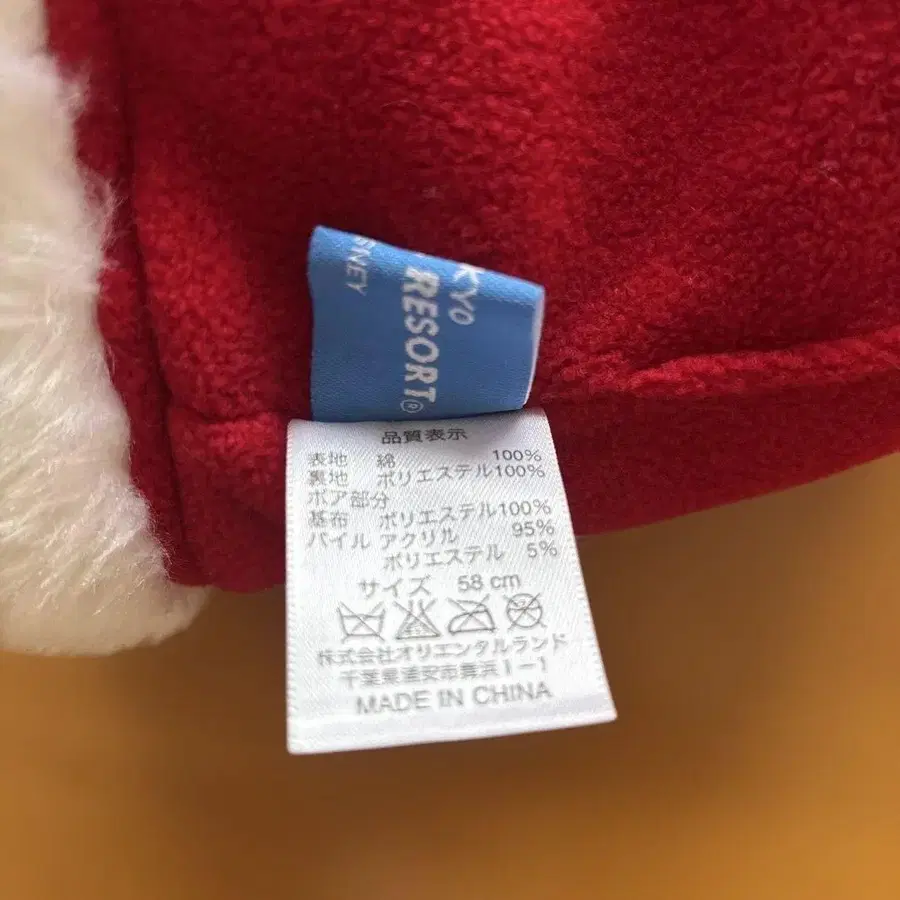 KYO
RESORT®
SNEY
品質表示
表地 綿 100%
裏地 ポリエステル100%
ボア部分
基布 ポリエステル100%
パイル アクリル 95%
ポリエステル 5%
サイズ 58 cm
株式会社オリエンタルランド
千葉県浦安市舞浜1-1
MADE IN CHINA